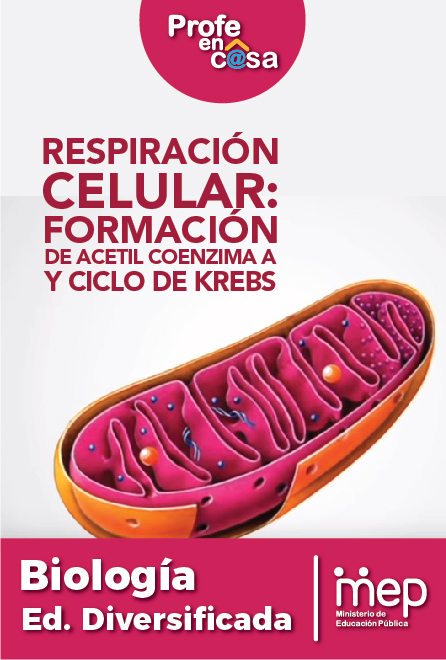 Profe
en
c@sa
RESPIRACIÓN
CELULAR:
FORMACIÓN
DE ACETIL COENZIMA A
Y CICLO DE KREBS
Biología
Ed. Diversificada
mep
Ministerio de
Educación Pública